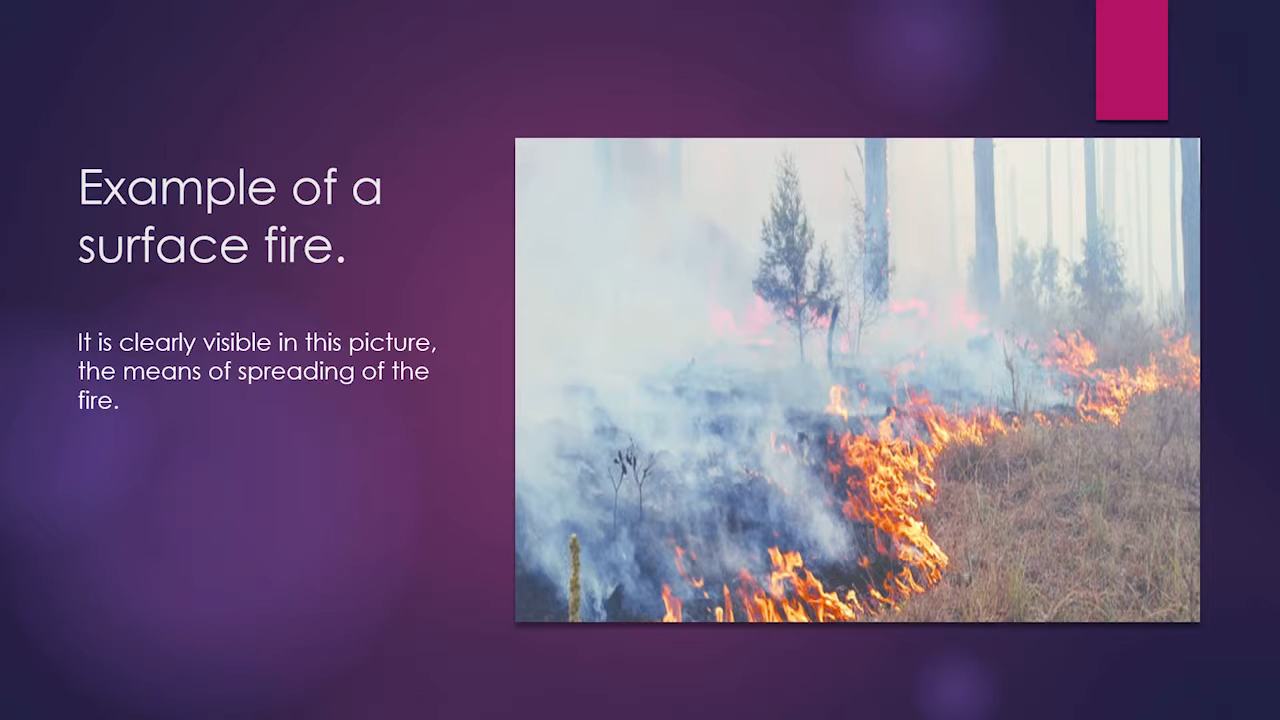 Example of a
surface fire.
It is clearly visible in this picture,
the means of spreading of the
fire.